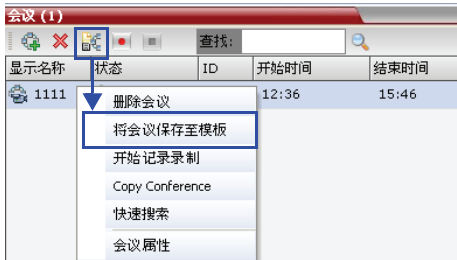 会议 (1)
查找:
显示名称 状态 ID 开始时间 结束时间
1111 12:36 15:46
删除会议
将会议保存至模板
开始记录录制
Copy Conference
快速搜索
会议属性